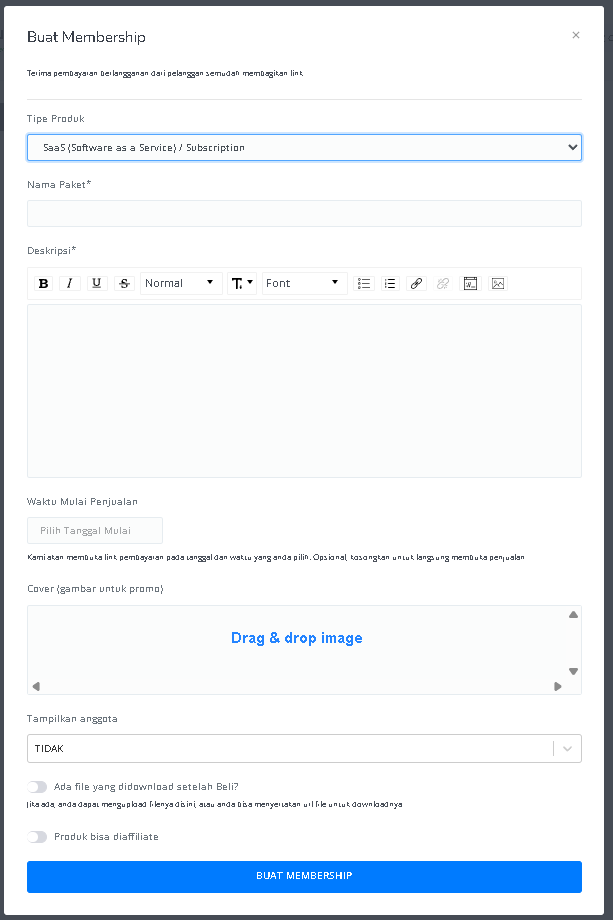 Buat Membership
×
Terima pembayaran berlangganan dari pelanggan semudah membagikan link
Tipe Produk
SaaS (Software as a Service) / Subscription
Nama Paket*
Deskripsi*
B I U S Normal T Font
Waktu Mulai Penjualan
Pilih Tanggal Mulai
Kami akan membuka link pembayaran pada tanggal dan waktu yang anda pilih. Opsional, kosongkan untuk langsung membuka penjualan
Cover (gambar untuk promo)
Drag & drop image
Tampilkan anggota
TIDAK
Ada file yang didownload setelah Beli?
Jika ada, anda dapat mengupload filenya disini, atau anda bisa menyertakan url file untuk downloadnya
Produk bisa diaffiliate
BUAT MEMBERSHIP